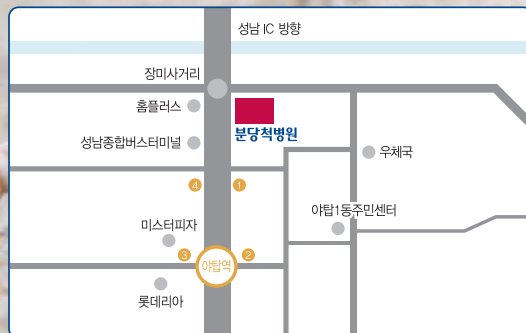 성남 IC 방향
장미사거리
홈플러스
분당척병원
성남종합버스터미널
우체국
4
1
야탑1동주민센터
미스터피자
3
2
야탑역
롯데리아